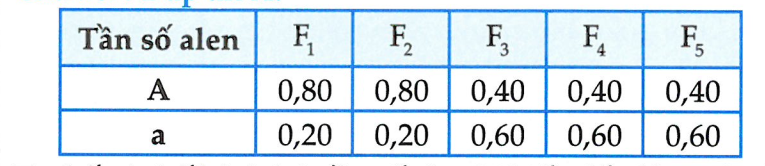 Tần số alen F₁ F₂ F₃ F₄ F₅
A 0,80 0,80 0,40 0,40 0,40
a 0,20 0,20 0,60 0,60 0,60